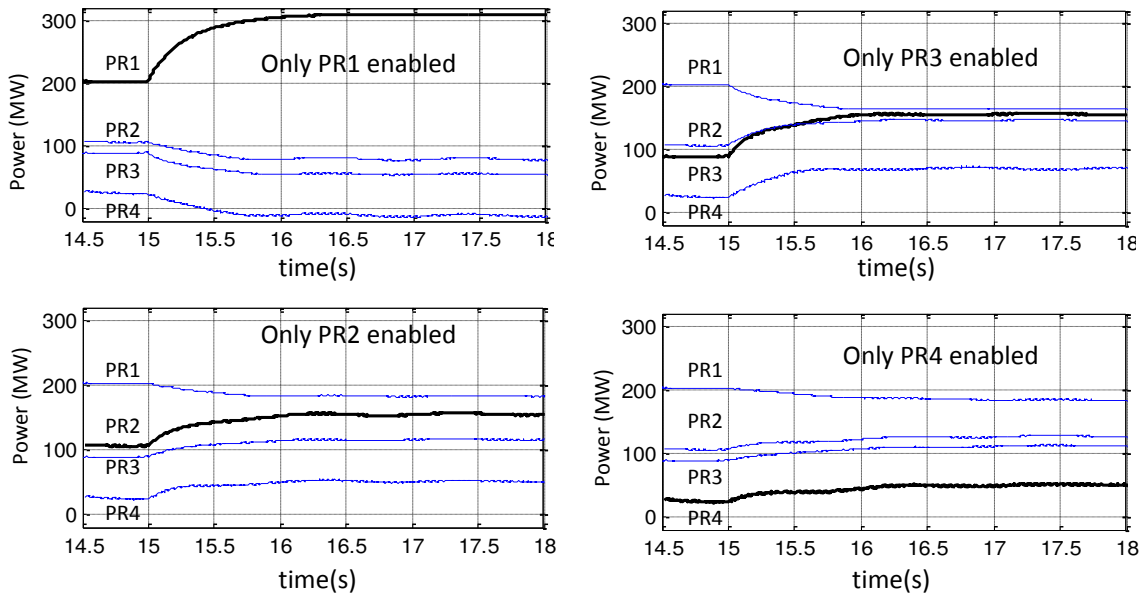 300
200
100
0
Power (MW)
PR1
PR2
PR3
PR4
Only PR1 enabled
14.5 15 15.5 16 16.5 17 17.5 18
time(s)
300
200
100
0
Power (MW)
PR1
PR2
PR3
PR4
Only PR3 enabled
14.5 15 15.5 16 16.5 17 17.5 18
time(s)
300
200
100
0
Power (MW)
PR1
PR2
PR3
PR4
Only PR2 enabled
14.5 15 15.5 16 16.5 17 17.5 18
time(s)
300
200
100
0
Power (MW)
PR1
PR2
PR3
PR4
Only PR4 enabled
14.5 15 15.5 16 16.5 17 17.5 18
time(s)